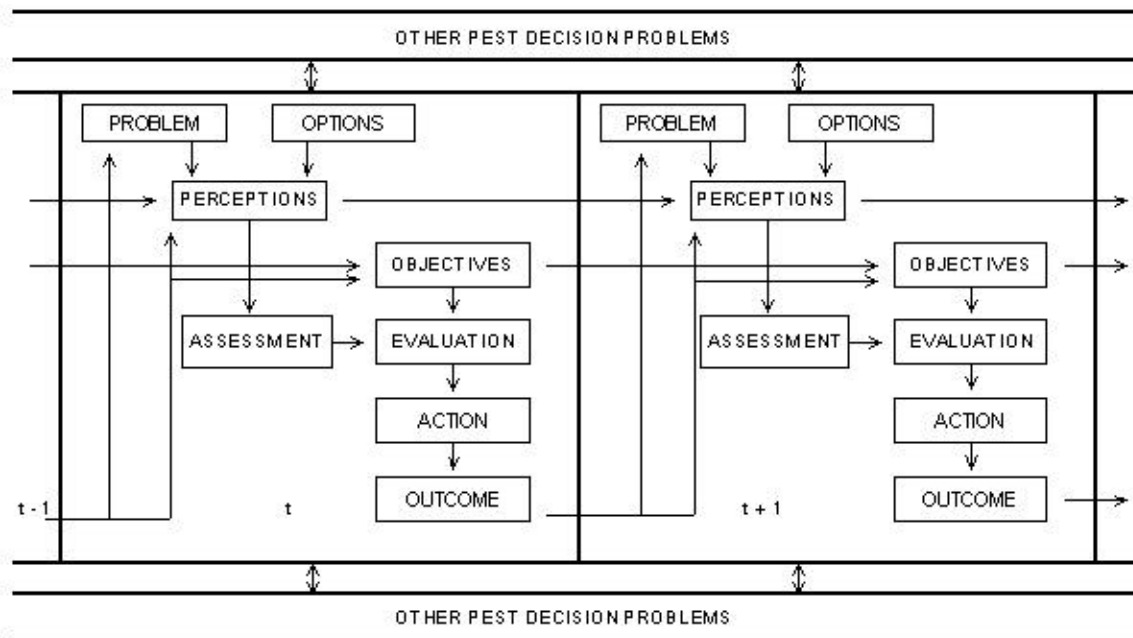 OTHER PEST DECISION PROBLEMS
PROBLEM
OPTIONS
PROBLEM
OPTIONS
PERCEPTIONS
PERCEPTIONS
OBJECTIVES
OBJECTIVES
ASSESSMENT
EVALUATION
ASSESSMENT
EVALUATION
ACTION
ACTION
OUTCOME
OUTCOME
t - 1
t
t + 1
OTHER PEST DECISION PROBLEMS